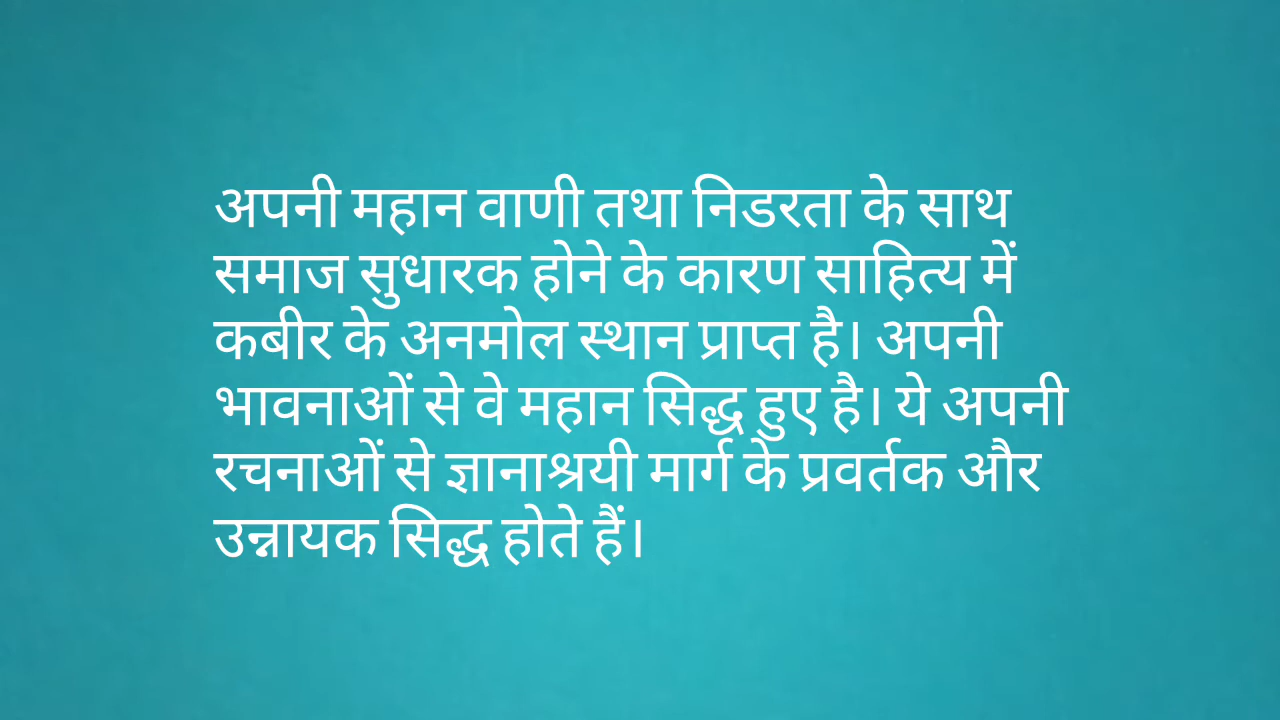 अपनी महान वाणी तथा निडरता के साथ
समाज सुधारक होने के कारण साहित्य में
कबीर के अनमोल स्थान प्राप्त है। अपनी
भावनाओं से वे महान सिद्ध हुए है। ये अपनी
रचनाओं से ज्ञानाश्रयी मार्ग के प्रवर्तक और
उन्नायक सिद्ध होते हैं।